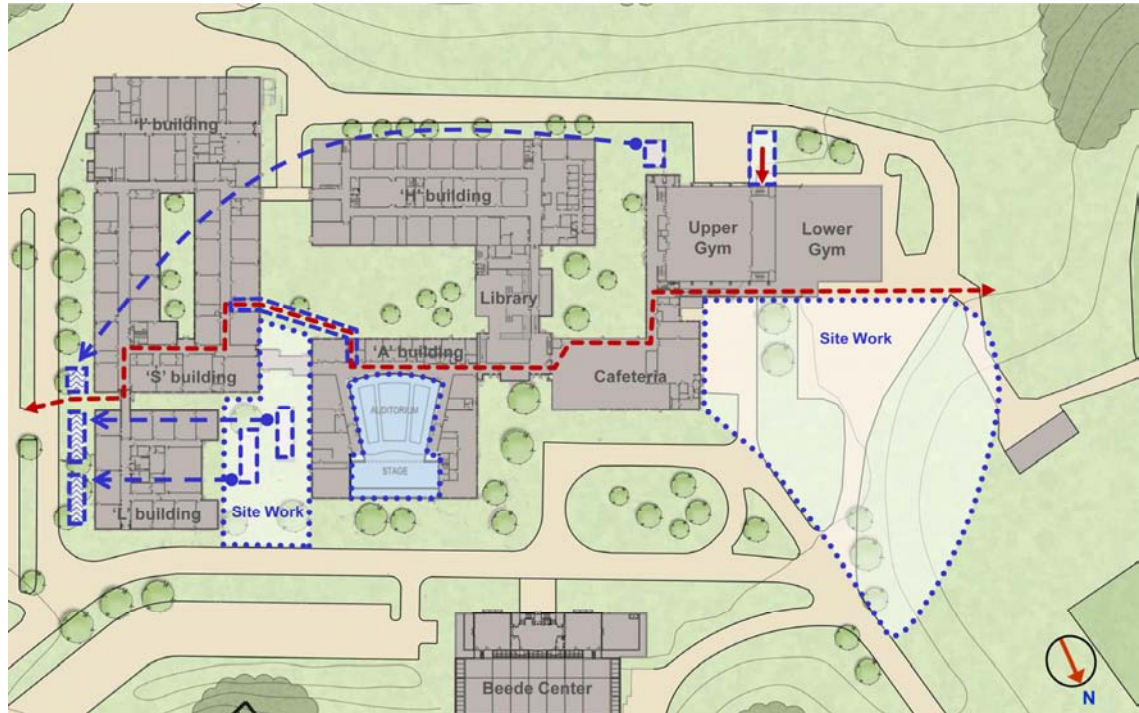 'I' building
'H' building
Upper
Gym
Lower
Gym
Library
Site Work
'A' building
'S' building
Cafeteria
AUDITORIUM
STAGE
'L' building
Site Work
Beede Center
N